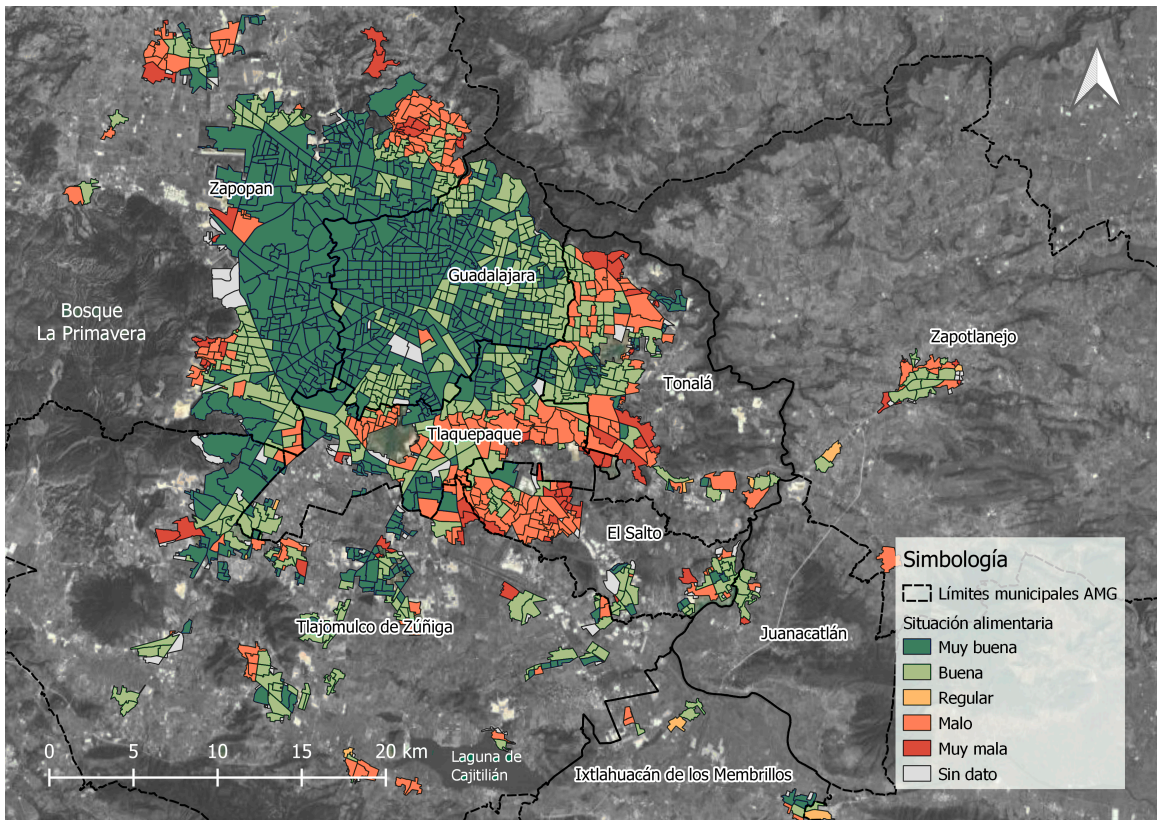 Zapopan
Guadalajara
Bosque
La Primavera
Zapotlanejo
Tonalá
Tlaquepaque
El Salto
Tlajomulco de Zúñiga
Juanacatlán
Laguna de
Cajitilián
Ixtlahuacán de los Membrillos
0 5 10 15 20 km
Simbología
Límites municipales AMG
Situación alimentaria
Muy buena
Buena
Regular
Malo
Muy mala
Sin dato